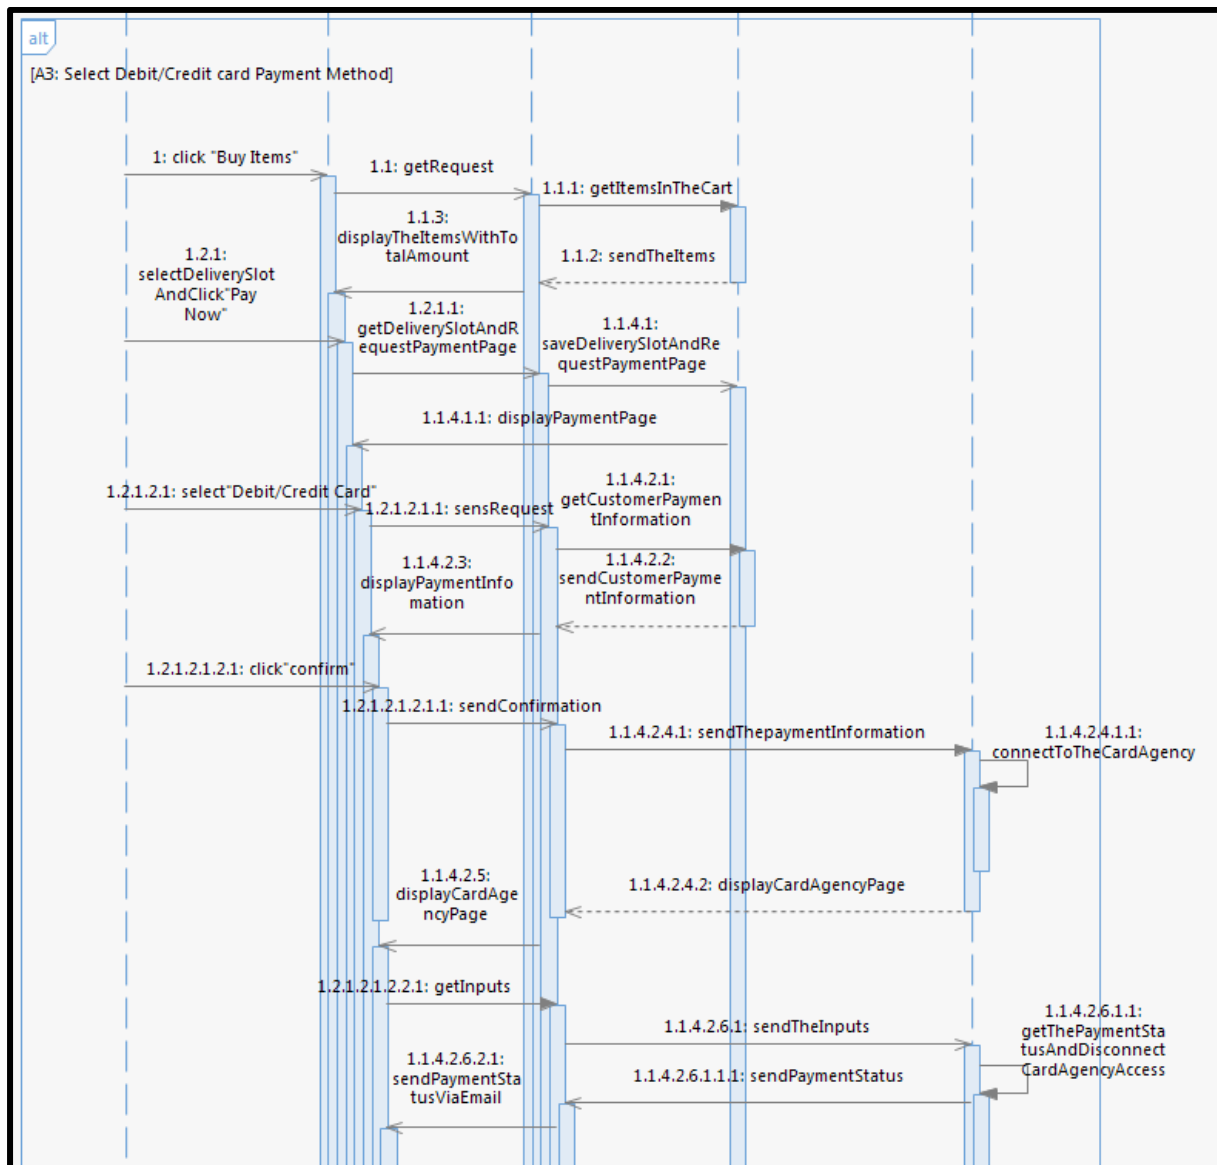 alt
[A3: Select Debit/Credit card Payment Method]
1: click "Buy Items"
1.1: getRequest
1.1.1: getItemsInTheCart
1.1.3:
displayTheItemsWithTo
talAmount
1.1.2: sendTheItems
1.2.1:
selectDeliverySlot
AndClick"Pay
Now"
1.2.1.1:
getDeliverySlotAndR
equestPaymentPage
1.1.4.1:
saveDeliverySlotAndRe
questPaymentPage
1.1.4.1.1: displayPaymentPage
1.2.1.2.1: select"Debit/Credit Card"
1.2.1.2.1.1: sensRequest
1.1.4.2.1:
getCustomerPaymen
tInformation
1.1.4.2.3:
displayPaymentInfo
mation
1.1.4.2.2:
sendCustomerPayme
ntInformation
1.2.1.2.1.2.1: click"confirm"
1.2.1.2.1.2.1.1: sendConfirmation
1.1.4.2.4.1: sendThepaymentInformation
1.1.4.2.4.1.1:
connectToTheCardAgency
1.1.4.2.5:
displayCardAge
ncyPage
1.1.4.2.4.2: displayCardAgencyPage
1.2.1.2.1.2.2.1: getInputs
1.1.4.2.6.1: sendTheInputs
1.1.4.2.6.1.1:
getThePaymentSta
tusAndDisconnect
CardAgencyAccess
1.1.4.2.6.2.1:
sendPaymentSta
tusViaEmail
1.1.4.2.6.1.1.1: sendPaymentStatus